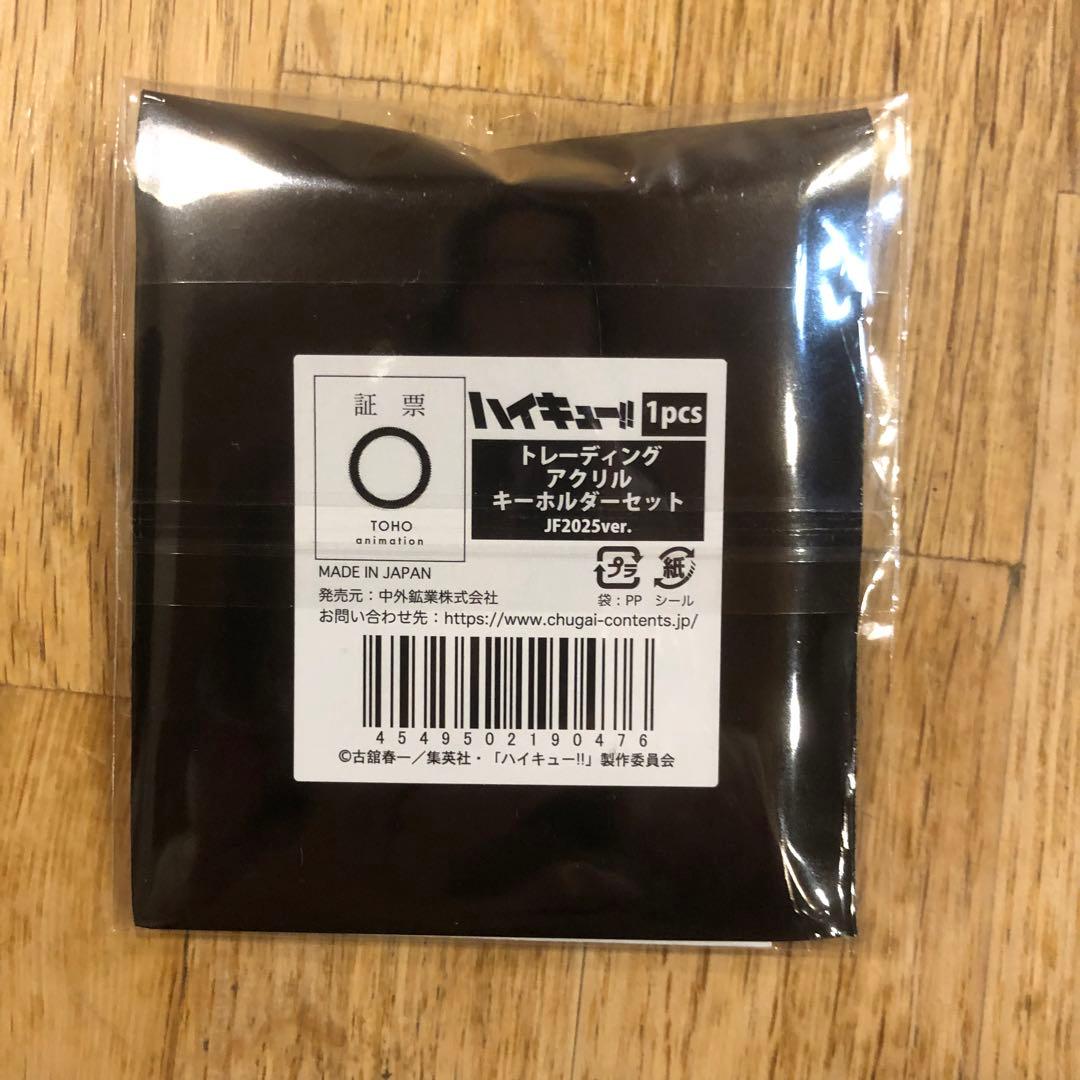 証票
TOHO
animation
ハイキュー!!
1pcs
トレーディング
アクリル
キーホルダーセット
JF2025ver.
プラ
紙
袋：PP
シール
MADE IN JAPAN
発売元：中外鉱業株式会社
お問い合わせ先：https://www.chugai-contents.jp/
4549502190476
©古舘春一／集英社・「ハイキュー!!」製作委員会